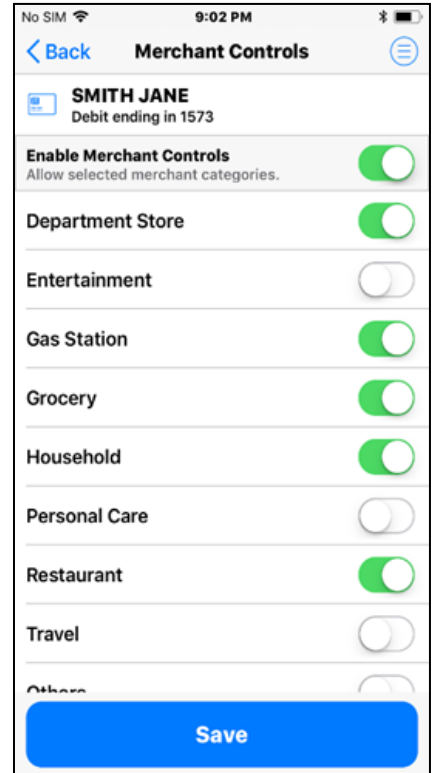 No SIM 9:02 PM
Back Merchant Controls
SMITH JANE
Debit ending in 1573
Enable Merchant Controls
Allow selected merchant categories.
Department Store
Entertainment
Gas Station
Grocery
Household
Personal Care
Restaurant
Travel
Others
Save